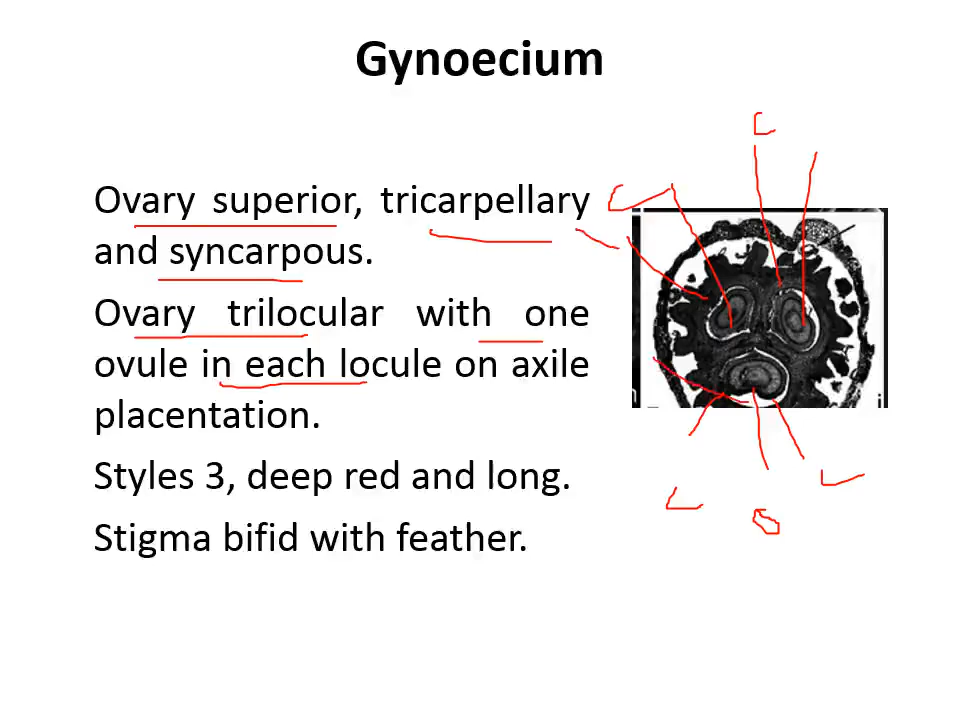 Gynoecium
Ovary superior, tricarpellary
and syncarpous.
Ovary trilocular with one
ovule in each locule on axile
placentation.
Styles 3, deep red and long.
Stigma bifid with feather.